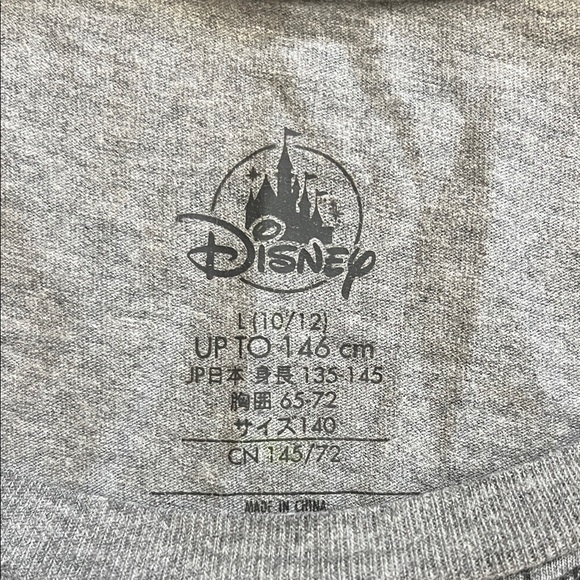 Disney
L (10/12)
UP TO 146 cm
JP日本 身長 135-145
胸囲 65-72
サイズ140
CN 145/72
MADE IN CHINA